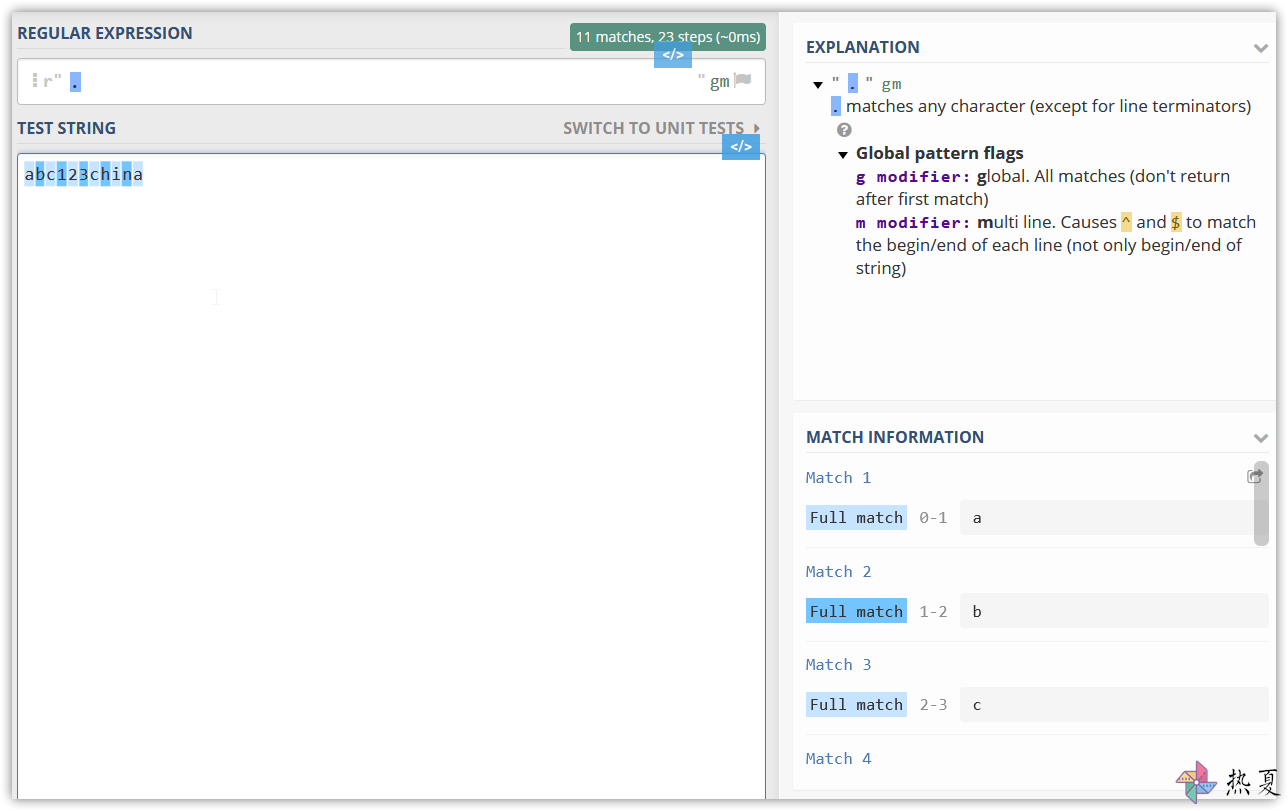 REGULAR EXPRESSION
11 matches, 23 steps (~0ms)
</>
r" . " gm
TEST STRING
SWITCH TO UNIT TESTS
</>
abc123china
EXPLANATION
" . " gm
. matches any character (except for line terminators)
?
Global pattern flags
g modifier: global. All matches (don't return
after first match)
m modifier: multi line. Causes ^ and $ to match
the begin/end of each line (not only begin/end of
string)
MATCH INFORMATION
Match 1
Full match 0-1 a
Match 2
Full match 1-2 b
Match 3
Full match 2-3 c
Match 4
热夏